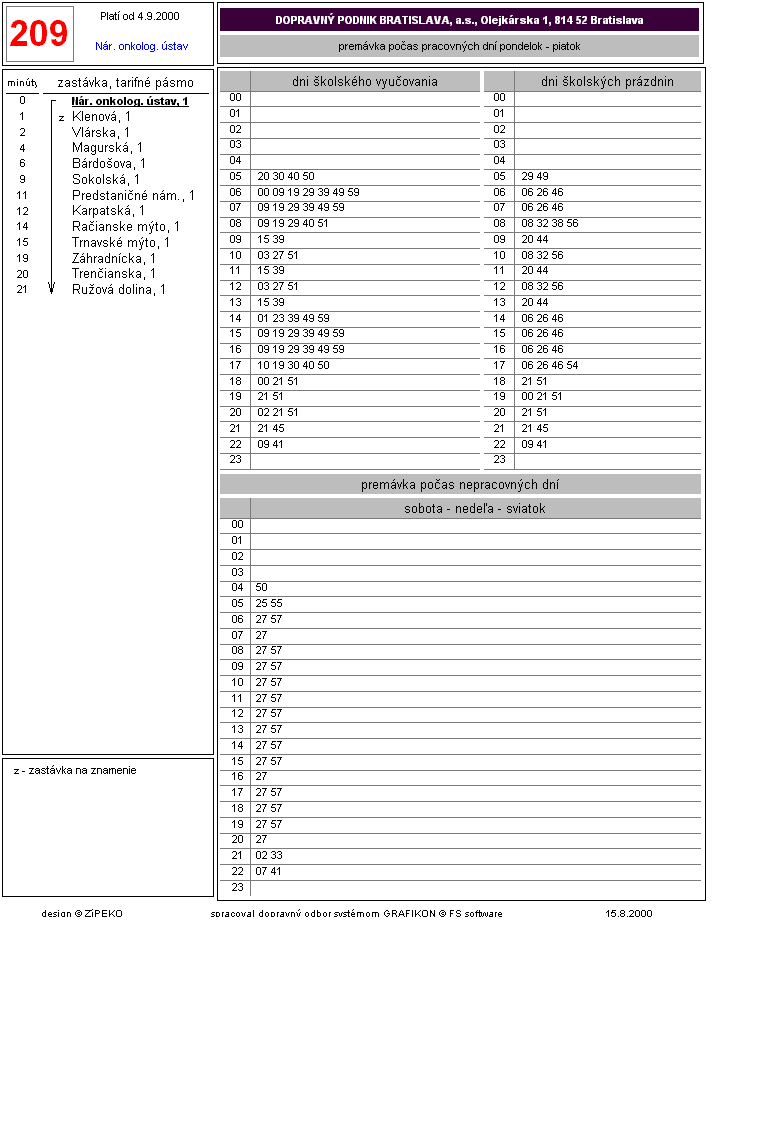 209
Platí od 4.9.2000
Nár. onkolog. ústav
DOPRAVNÝ PODNIK BRATISLAVA, a.s., Olejkárska 1, 814 52 Bratislava
premávka počas pracovných dní pondelok - piatok
minúty zastávka, tarifné pásmo
0 Nár. onkolog. ústav, 1
1 z Klenová, 1
2 Vlárska, 1
4 Magurská, 1
6 Bárdošova, 1
9 Sokolská, 1
11 Predstaničné nám., 1
12 Karpatská, 1
14 Račianske mýto, 1
15 Trnavské mýto, 1
19 Záhradnícka, 1
20 Trenčianska, 1
21 Ružová dolina, 1
z - zastávka na znamenie
dni školského vyučovania
00
01
02
03
04
05 20 30 40 50
06 00 09 19 29 39 49 59
07 09 19 29 39 49 59
08 09 19 29 40 51
09 15 39
10 03 27 51
11 15 39
12 03 27 51
13 15 39
14 01 23 39 49 59
15 09 19 29 39 49 59
16 09 19 29 39 49 59
17 10 19 30 40 50
18 00 21 51
19 21 51
20 02 21 51
21 21 45
22 09 41
23
dni školských prázdnin
00
01
02
03
04
05 29 49
06 06 26 46
07 06 26 46
08 08 32 38 56
09 20 44
10 08 32 56
11 20 44
12 08 32 56
13 20 44
14 06 26 46
15 06 26 46
16 06 26 46
17 06 26 46 54
18 21 51
19 00 21 51
20 21 51
21 21 45
22 09 41
23
premávka počas nepracovných dní
sobota - nedeľa - sviatok
00
01
02
03
04 50
05 25 55
06 27 57
07 27
08 27 57
09 27 57
10 27 57
11 27 57
12 27 57
13 27 57
14 27 57
15 27 57
16 27
17 27 57
18 27 57
19 27 57
20 27
21 02 33
22 07 41
23
design © ZiPEKO spracoval dopravný odbor systémom GRAFIKON © FS software 15.8.2000